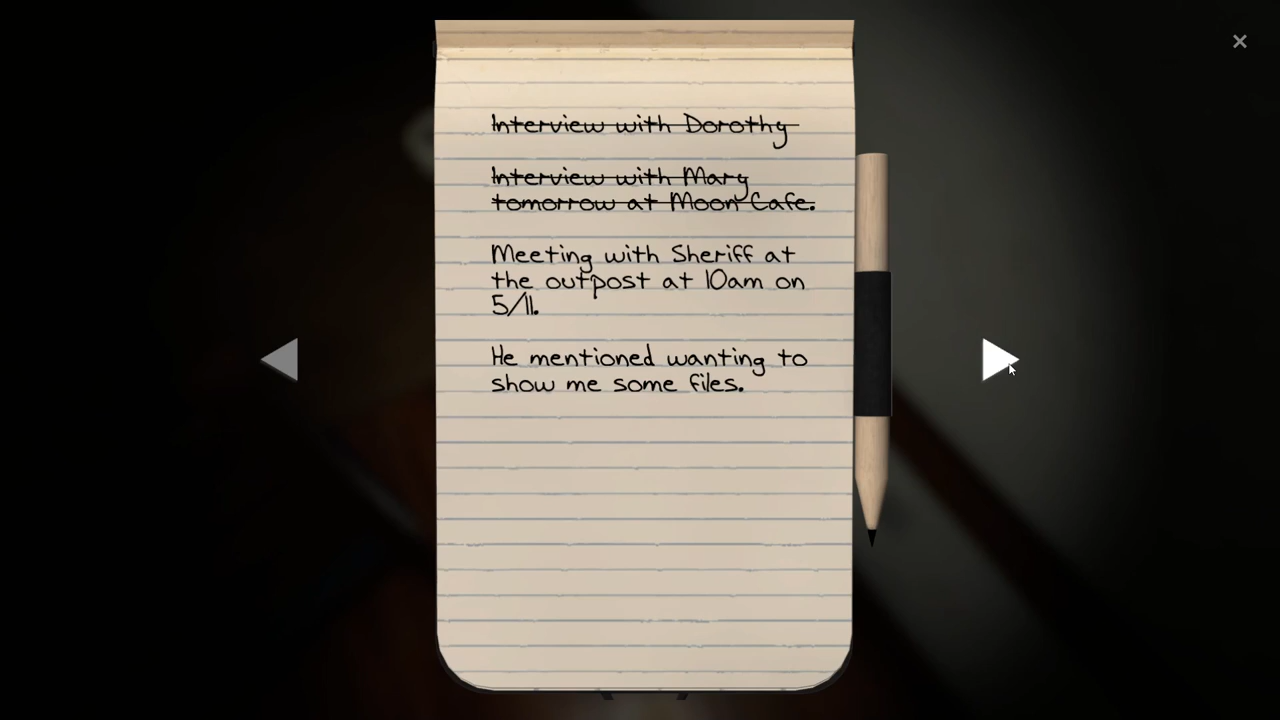 Interview with Dorothy
Interview with Mary
tomorrow at Moon Cafe.
Meeting with Sheriff at
the outpost at 10am on
5/11.
He mentioned wanting to
show me some files.